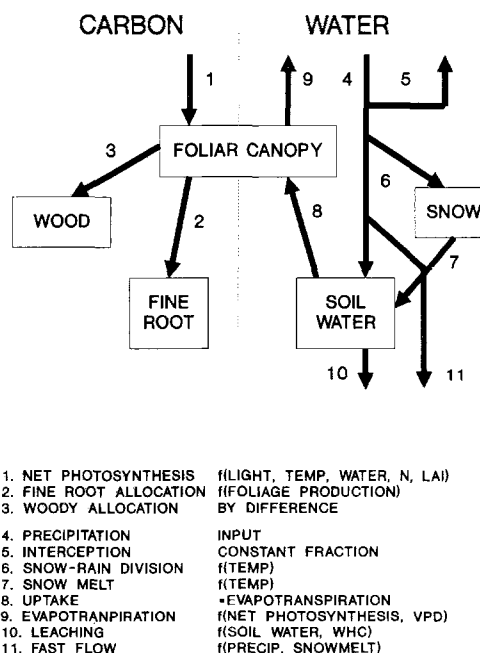 CARBON WATER
1 9 4 5
3 FOLIAR CANOPY
6
WOOD 2 8 SNOW
7
FINE ROOT SOIL WATER
10 11
1. NET PHOTOSYNTHESIS f(LIGHT, TEMP, WATER, N, LAI)
2. FINE ROOT ALLOCATION f(FOLIAGE PRODUCTION)
3. WOODY ALLOCATION BY DIFFERENCE
4. PRECIPITATION INPUT
5. INTERCEPTION CONSTANT FRACTION
6. SNOW-RAIN DIVISION f(TEMP)
7. SNOW MELT f(TEMP)
8. UPTAKE =EVAPOTRANSPIRATION
9. EVAPOTRANPIRATION f(NET PHOTOSYNTHESIS, VPD)
10. LEACHING f(SOIL WATER, WHC)
11. FAST FLOW f(PRECIP, SNOWMELT)